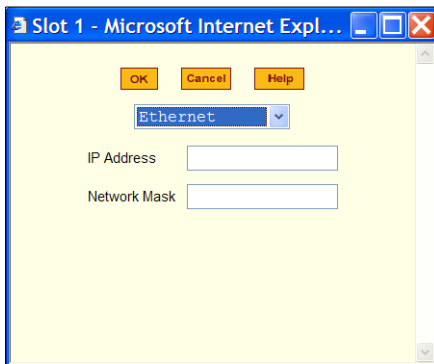 Slot 1 - Microsoft Internet Expl...
OK Cancel Help
Ethernet
IP Address
Network Mask